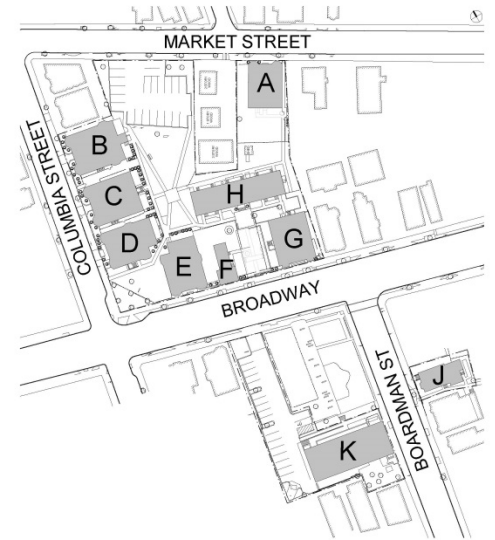 MARKET STREET
A
B
COLUMBIA STREET
C
H
D
G
E
F
BROADWAY
J
BOARDMAN ST
K